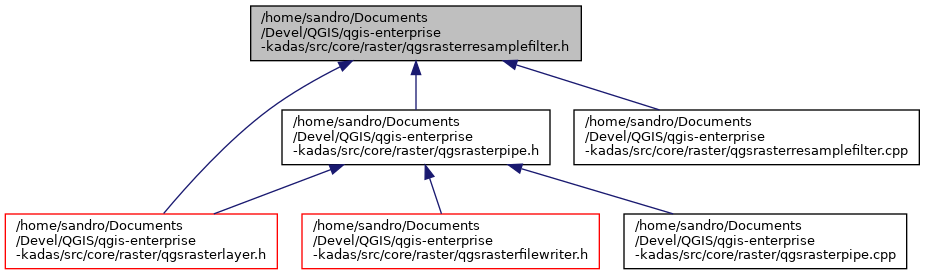 /home/sandro/Documents
/Devel/QGIS/qgis-enterprise
-kadas/src/core/raster/qgsrasterresamplefilter.h
/home/sandro/Documents
/Devel/QGIS/qgis-enterprise
-kadas/src/core/raster/qgsrasterpipe.h
/home/sandro/Documents
/Devel/QGIS/qgis-enterprise
-kadas/src/core/raster/qgsrasterresamplefilter.cpp
/home/sandro/Documents
/Devel/QGIS/qgis-enterprise
-kadas/src/core/raster/qgsrasterlayer.h
/home/sandro/Documents
/Devel/QGIS/qgis-enterprise
-kadas/src/core/raster/qgsrasterfilewriter.h
/home/sandro/Documents
/Devel/QGIS/qgis-enterprise
-kadas/src/core/raster/qgsrasterpipe.cpp